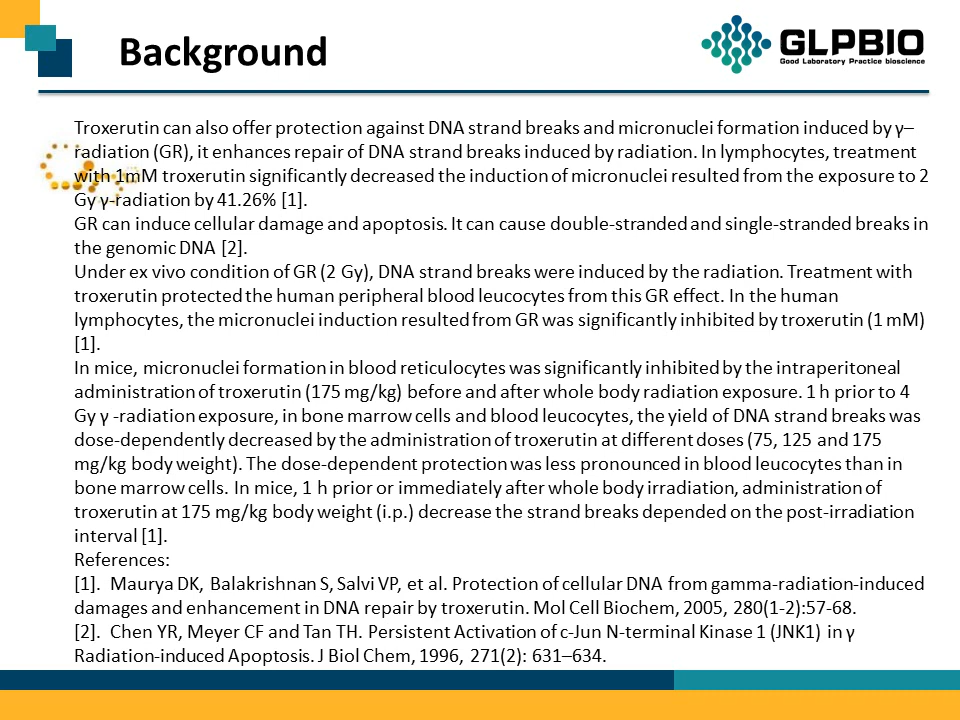 Background
GLPBIO
Good Laboratory Practice bioscience
Troxerutin can also offer protection against DNA strand breaks and micronuclei formation induced by γ–
radiation (GR), it enhances repair of DNA strand breaks induced by radiation. In lymphocytes, treatment
with 1mM troxerutin significantly decreased the induction of micronuclei resulted from the exposure to 2
Gy γ-radiation by 41.26% [1].
GR can induce cellular damage and apoptosis. It can cause double-stranded and single-stranded breaks in
the genomic DNA [2].
Under ex vivo condition of GR (2 Gy), DNA strand breaks were induced by the radiation. Treatment with
troxerutin protected the human peripheral blood leucocytes from this GR effect. In the human
lymphocytes, the micronuclei induction resulted from GR was significantly inhibited by troxerutin (1 mM)
[1].
In mice, micronuclei formation in blood reticulocytes was significantly inhibited by the intraperitoneal
administration of troxerutin (175 mg/kg) before and after whole body radiation exposure. 1 h prior to 4
Gy γ -radiation exposure, in bone marrow cells and blood leucocytes, the yield of DNA strand breaks was
dose-dependently decreased by the administration of troxerutin at different doses (75, 125 and 175
mg/kg body weight). The dose-dependent protection was less pronounced in blood leucocytes than in
bone marrow cells. In mice, 1 h prior or immediately after whole body irradiation, administration of
troxerutin at 175 mg/kg body weight (i.p.) decrease the strand breaks depended on the post-irradiation
interval [1].
References:
[1]. Maurya DK, Balakrishnan S, Salvi VP, et al. Protection of cellular DNA from gamma-radiation-induced
damages and enhancement in DNA repair by troxerutin. Mol Cell Biochem, 2005, 280(1-2):57-68.
[2]. Chen YR, Meyer CF and Tan TH. Persistent Activation of c-Jun N-terminal Kinase 1 (JNK1) in γ
Radiation-induced Apoptosis. J Biol Chem, 1996, 271(2): 631–634.